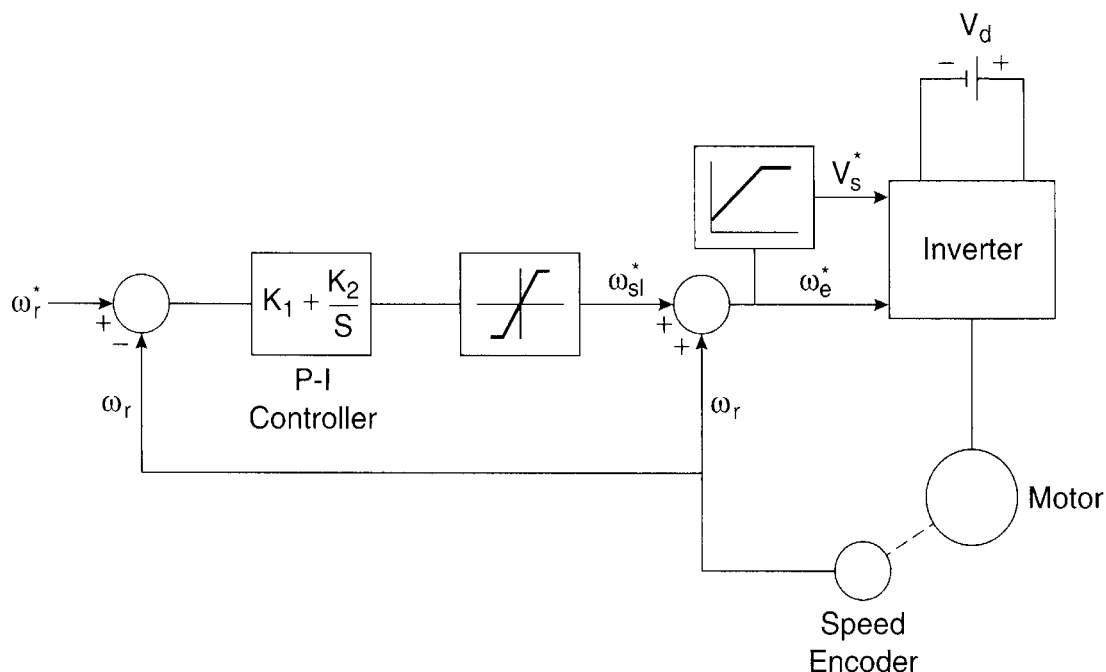 V_d
− +
V_s^*
Inverter
ω_r^*
+
−
K_1 + K_2/S
ω_sl^*
+
+
ω_e^*
P-I
Controller
ω_r
ω_r
Motor
Speed
Encoder